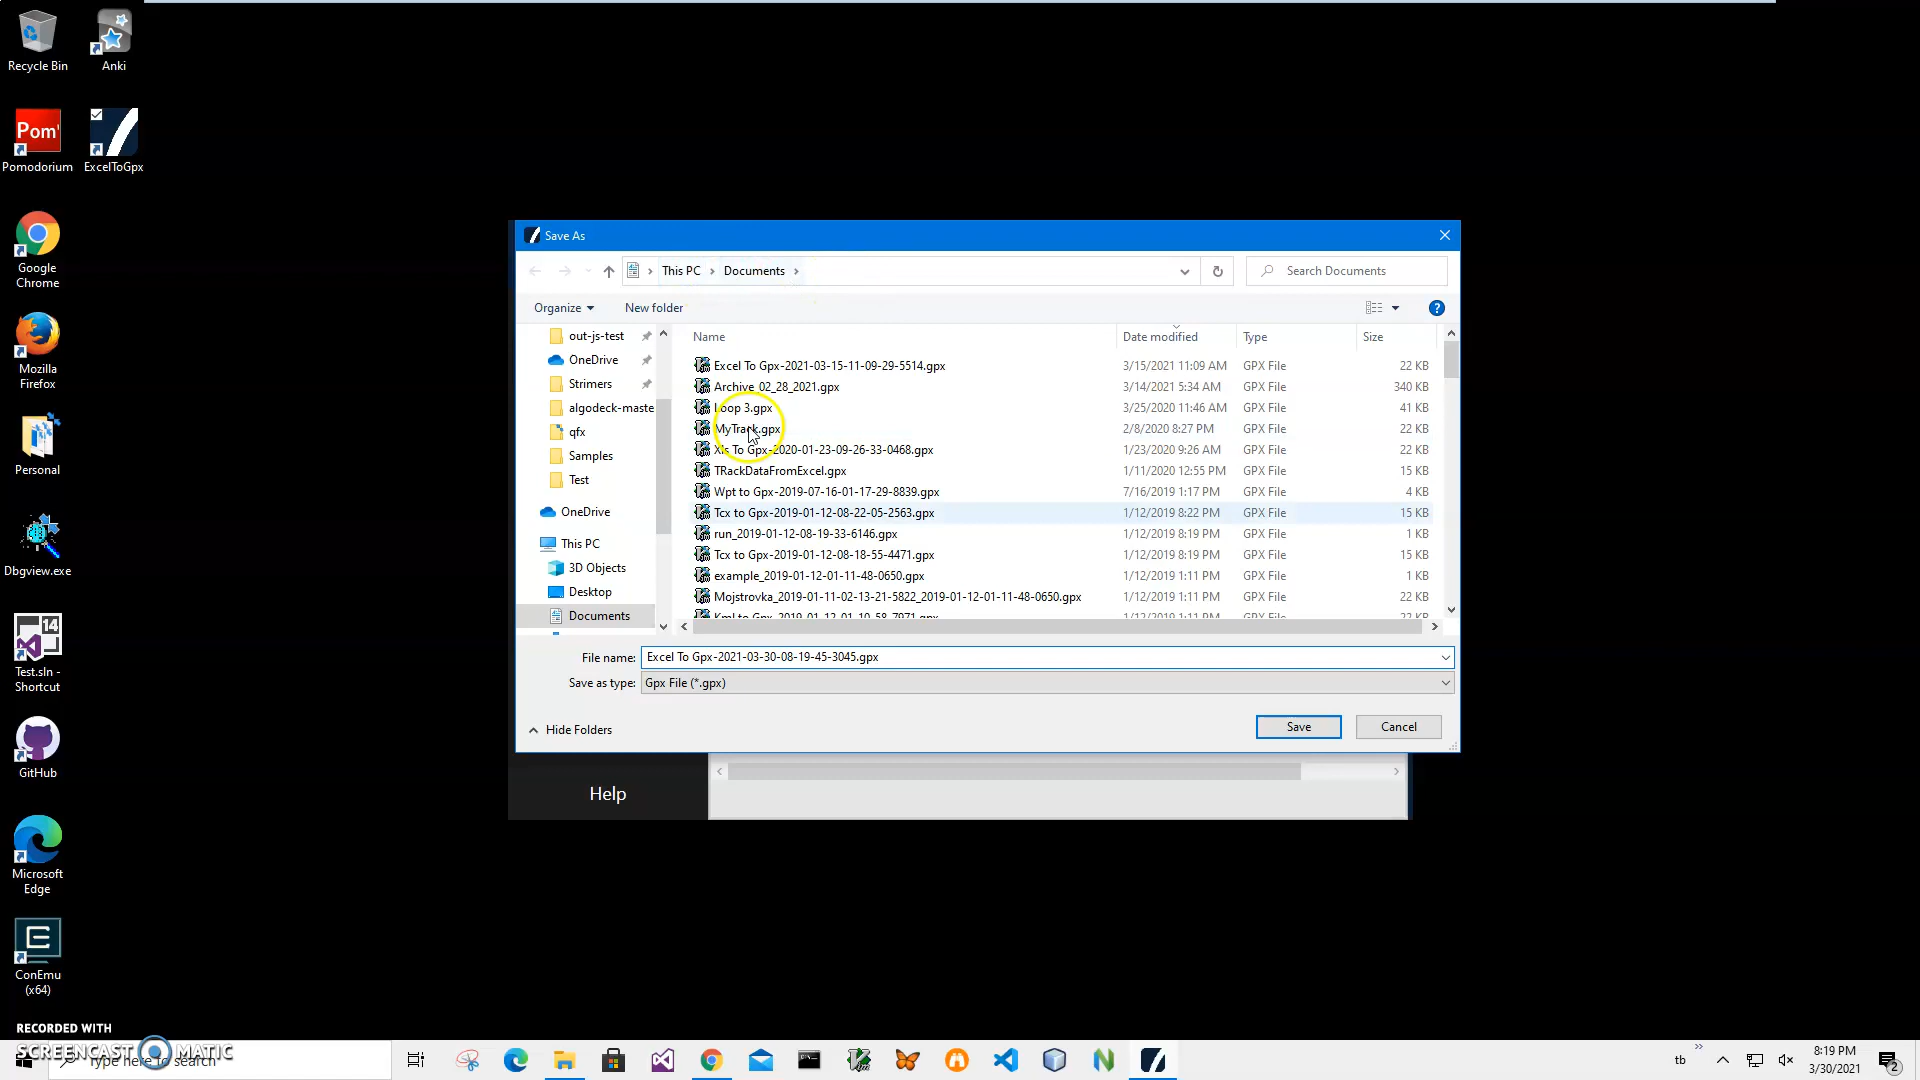 Recycle Bin
Anki
Pom'
Pomodorium
ExcelToGpx
Google
Chrome
Mozilla
Firefox
Personal
Dbgview.exe
14
Test.sln -
Shortcut
GitHub
Microsoft
Edge
ConEmu
(x64)
Save As
This PC
Documents
Search Documents
Organize
New folder
?
out-js-test
OneDrive
Strimers
algodeck-maste
qfx
Samples
Test
OneDrive
This PC
3D Objects
Desktop
Documents
Name Date modified Type Size
Excel To Gpx-2021-03-15-11-09-29-5514.gpx 3/15/2021 11:09 AM GPX File 22 KB
Archive_02_28_2021.gpx 3/14/2021 5:34 AM GPX File 340 KB
Loop 3.gpx 3/25/2020 11:46 AM GPX File 41 KB
MyTrack.gpx 2/8/2020 8:27 PM GPX File 22 KB
Xls To Gpx-2020-01-23-09-26-33-0468.gpx 1/23/2020 9:26 AM GPX File 22 KB
TRackDataFromExcel.gpx 1/11/2020 12:55 PM GPX File 15 KB
Wpt to Gpx-2019-07-16-01-17-29-8839.gpx 7/16/2019 1:17 PM GPX File 4 KB
Tcx to Gpx-2019-01-12-08-22-05-2563.gpx 1/12/2019 8:22 PM GPX File 15 KB
run_2019-01-12-08-19-33-6146.gpx 1/12/2019 8:19 PM GPX File 1 KB
Tcx to Gpx-2019-01-12-08-18-55-4471.gpx 1/12/2019 8:19 PM GPX File 15 KB
example_2019-01-12-01-11-48-0650.gpx 1/12/2019 1:11 PM GPX File 1 KB
Mojstrovka_2019-01-11-02-13-21-5822_2019-01-12-01-11-48-0650.gpx 1/12/2019 1:11 PM GPX File 22 KB
Kml to Gpx-2019-01-12-01-10-58-7971.gpx 1/12/2019 1:11 PM GPX File 22 KB
File name: Excel To Gpx-2021-03-30-08-19-45-3045.gpx
Save as type: Gpx File (*.gpx)
Hide Folders
Save
Cancel
Help
RECORDED WITH
SCREENCAST MATIC
Type here to search
tb
8:19 PM
3/30/2021
2